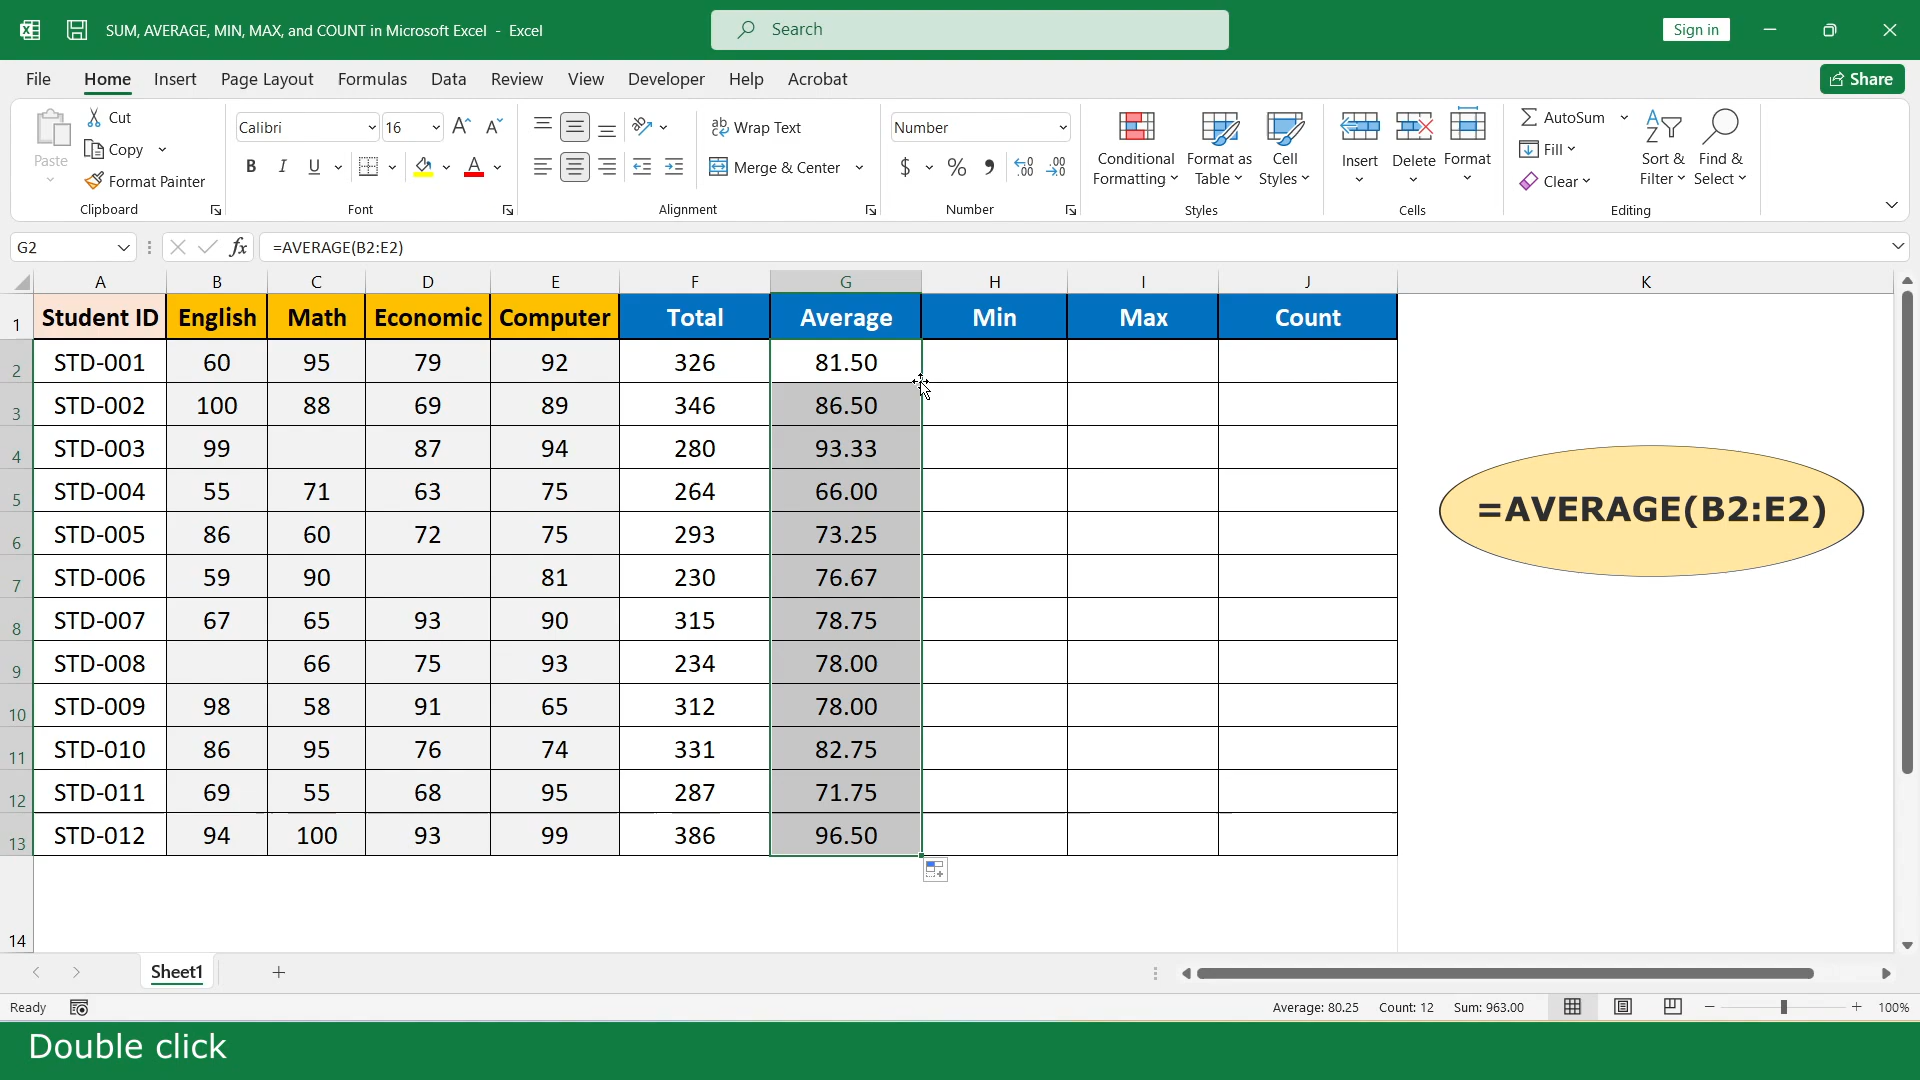 SUM, AVERAGE, MIN, MAX, and COUNT in Microsoft Excel - Excel
Search
Sign in
File Home Insert Page Layout Formulas Data Review View Developer Help Acrobat
Share
Paste
Cut
Copy
Format Painter
Clipboard
Calibri 16
B I U
Font
Wrap Text
Merge & Center
Alignment
Number
$ %
Number
Conditional Formatting
Format as Table
Cell Styles
Styles
Insert
Delete
Format
Cells
AutoSum
Fill
Clear
Sort & Filter
Find & Select
Editing
G2 fx =AVERAGE(B2:E2)
A B C D E F G H I J K
1 Student ID English Math Economic Computer Total Average Min Max Count
2 STD-001 60 95 79 92 326 81.50
3 STD-002 100 88 69 89 346 86.50
4 STD-003 99 87 94 280 93.33
5 STD-004 55 71 63 75 264 66.00
6 STD-005 86 60 72 75 293 73.25
7 STD-006 59 90 81 230 76.67
8 STD-007 67 65 93 90 315 78.75
9 STD-008 66 75 93 234 78.00
10 STD-009 98 58 91 65 312 78.00
11 STD-010 86 95 76 74 331 82.75
12 STD-011 69 55 68 95 287 71.75
13 STD-012 94 100 93 99 386 96.50
14
=AVERAGE(B2:E2)
Sheet1
Ready
Average: 80.25 Count: 12 Sum: 963.00
100%
Double click